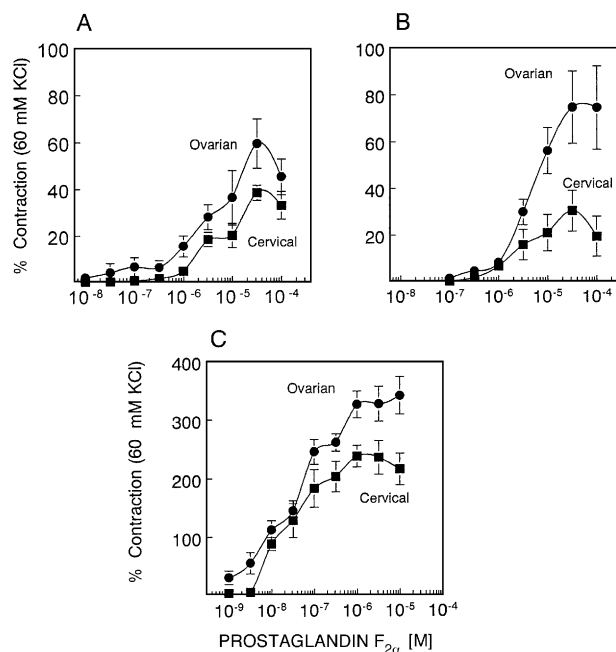 A
B
% Contraction (60 mM KCl)
100
80
60
40
20
Ovarian
Cervical
10-8
10-7
10-6
10-5
10-4
100
80
60
40
20
Ovarian
Cervical
10-8
10-7
10-6
10-5
10-4
C
% Contraction (60 mM KCl)
400
300
200
100
Ovarian
Cervical
10-9
10-8
10-7
10-6
10-5
10-4
PROSTAGLANDIN F2α [M]